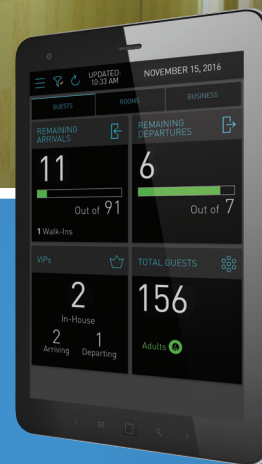 UPDATED:
10:33 AM
NOVEMBER 15, 2016
GUESTS
ROOMS
BUSINESS
REMAINING
ARRIVALS
11
Out of 91
1 Walk-Ins
REMAINING
DEPARTURES
6
Out of 7
VIPs
2
In-House
2
Arriving
1
Departing
TOTAL GUESTS
156
Adults